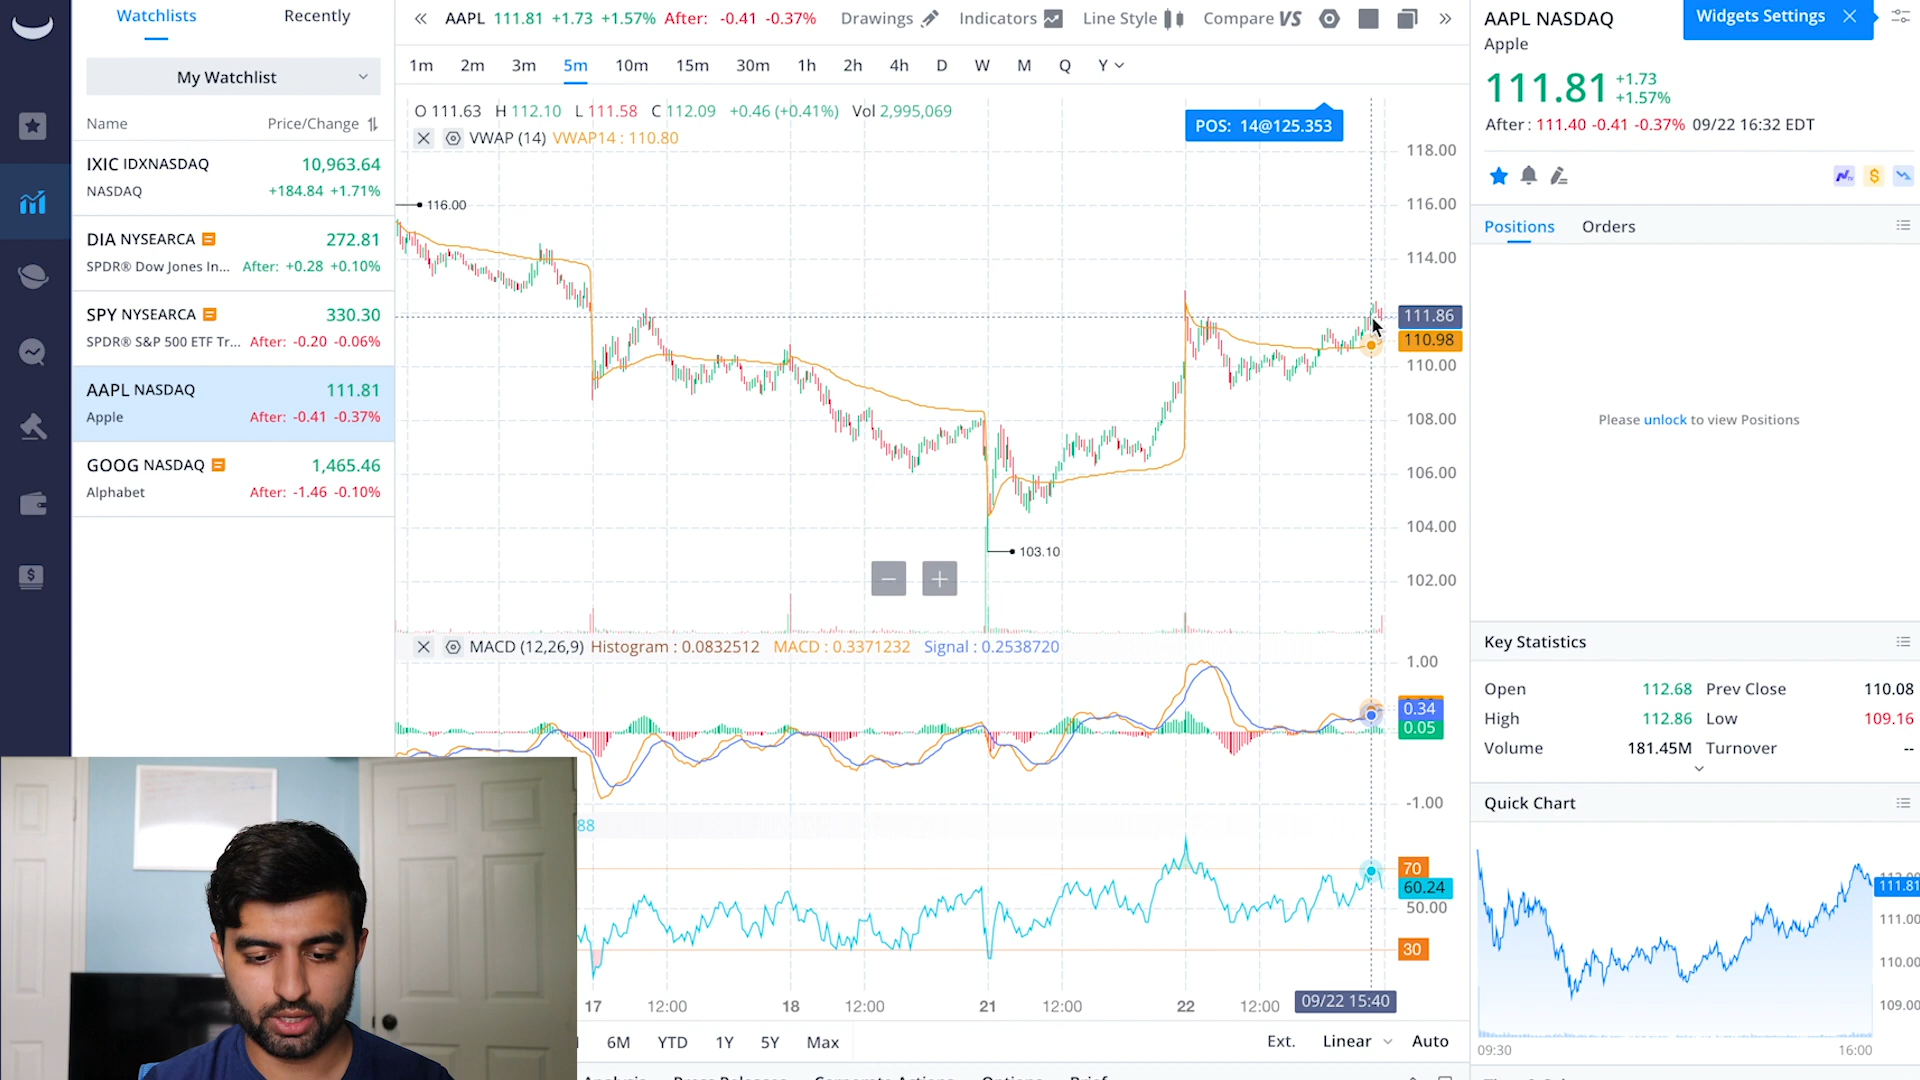 Watchlists Recently
My Watchlist
Name Price/Change
IXIC IDXNASDAQ 10,963.64
NASDAQ +184.84 +1.71%
DIA NYSEARCA 272.81
SPDR® Dow Jones In... After: +0.28 +0.10%
SPY NYSEARCA 330.30
SPDR® S&P 500 ETF Tr... After: -0.20 -0.06%
AAPL NASDAQ 111.81
Apple After: -0.41 -0.37%
GOOG NASDAQ 1,465.46
Alphabet After: -1.46 -0.10%
AAPL 111.81 +1.73 +1.57% After: -0.41 -0.37% Drawings Indicators Line Style Compare VS
1m 2m 3m 5m 10m 15m 30m 1h 2h 4h D W M Q Y
O 111.63 H 112.10 L 111.58 C 112.09 +0.46 (+0.41%) Vol 2,995,069
VWAP (14) VWAP14 : 110.80
POS: 14@125.353
118.00
116.00
116.00
114.00
111.86
110.98
110.00
108.00
106.00
104.00
103.10
102.00
MACD (12,26,9) Histogram : 0.0832512 MACD : 0.3371232 Signal : 0.2538720
1.00
0.34
0.05
-1.00
88
70
60.24
50.00
30
17 12:00 18 12:00 21 12:00 22 12:00 09/22 15:40
6M YTD 1Y 5Y Max Ext. Linear Auto
AAPL NASDAQ
Widgets Settings
Apple
111.81 +1.73
+1.57%
After : 111.40 -0.41 -0.37% 09/22 16:32 EDT
Positions Orders
Please unlock to view Positions
Key Statistics
Open 112.68 Prev Close 110.08
High 112.86 Low 109.16
Volume 181.45M Turnover --
Quick Chart
111.81
111.00
110.00
109.00
09:30 16:00